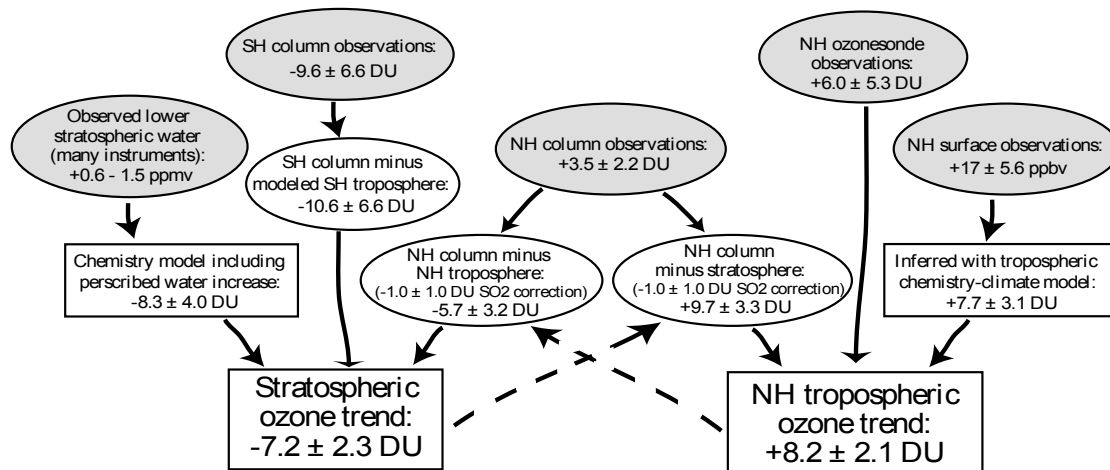 SH column observations:
-9.6 ± 6.6 DU
NH ozonesonde
observations:
+6.0 ± 5.3 DU
Observed lower
stratospheric water
(many instruments):
+0.6 - 1.5 ppmv
SH column minus
modeled SH troposphere:
-10.6 ± 6.6 DU
NH column observations:
+3.5 ± 2.2 DU
NH surface observations:
+17 ± 5.6 ppbv
Chemistry model including
perscribed water increase:
-8.3 ± 4.0 DU
NH column minus
NH troposphere:
(-1.0 ± 1.0 DU SO2 correction)
-5.7 ± 3.2 DU
NH column
minus stratosphere:
(-1.0 ± 1.0 DU SO2 correction)
+9.7 ± 3.3 DU
Inferred with tropospheric
chemistry-climate model:
+7.7 ± 3.1 DU
Stratospheric
ozone trend:
-7.2 ± 2.3 DU
NH tropospheric
ozone trend:
+8.2 ± 2.1 DU